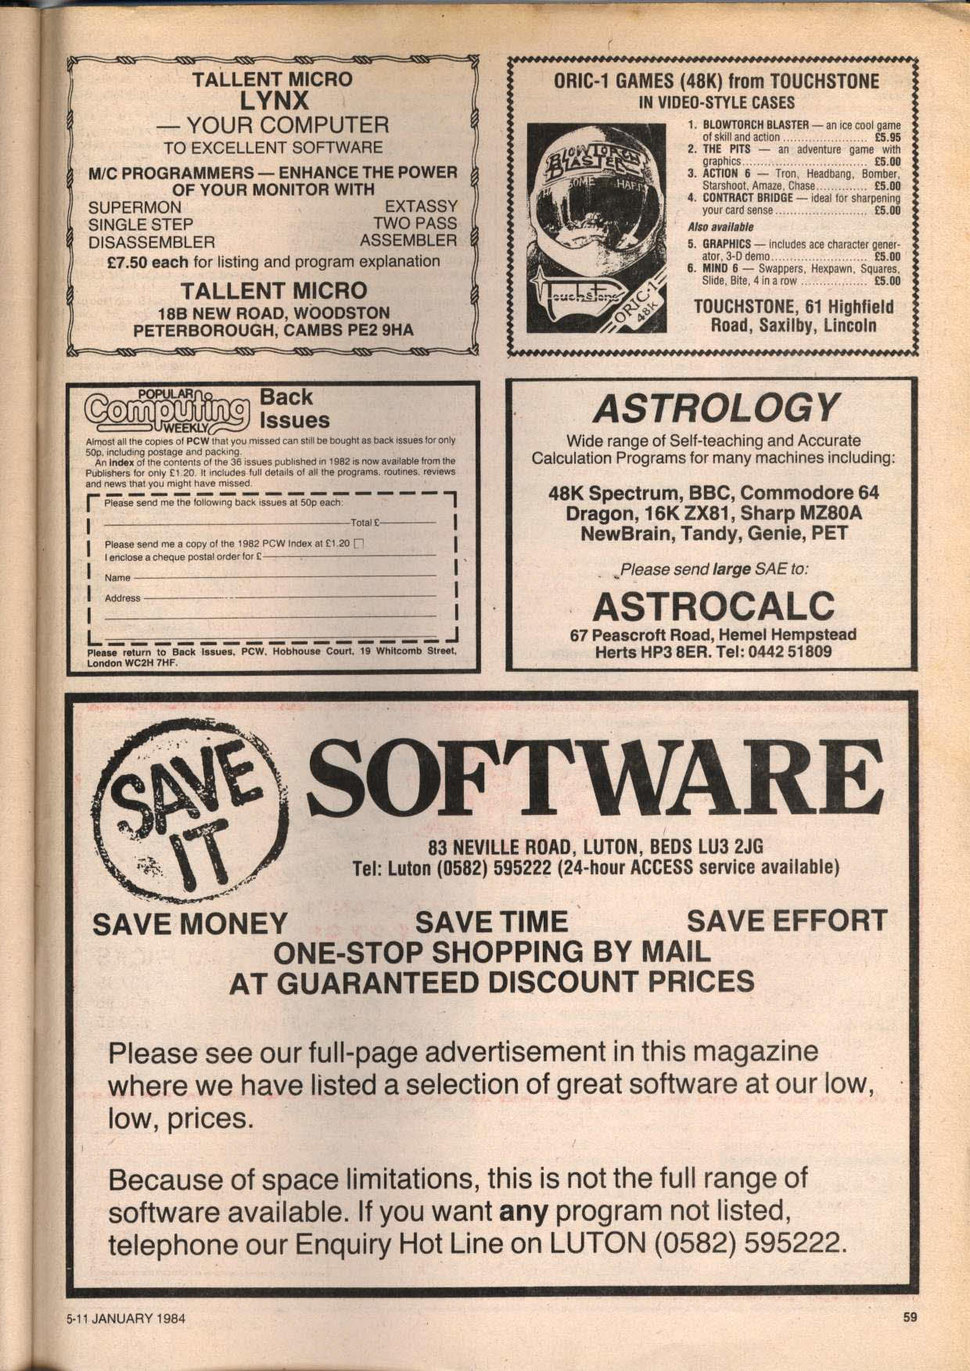 TALLENT MICRO
LYNX
— YOUR COMPUTER
TO EXCELLENT SOFTWARE
M/C PROGRAMMERS — ENHANCE THE POWER
OF YOUR MONITOR WITH
SUPERMON EXTASSY
SINGLE STEP TWO PASS
DISASSEMBLER ASSEMBLER
£7.50 each for listing and program explanation
TALLENT MICRO
18B NEW ROAD, WOODSTON
PETERBOROUGH, CAMBS PE2 9HA
ORIC-1 GAMES (48K) from TOUCHSTONE
IN VIDEO-STYLE CASES
BLOWTORCH
BLASTER
Touchstone
ORIC-1
48K
1. BLOWTORCH BLASTER — an ice cool game
of skill and action ........ £5.95
2. THE PITS — an adventure game with
graphics........ £5.00
3. ACTION 6 — Tron, Headbang, Bomber,
Starshoot, Amaze, Chase........ £5.00
4. CONTRACT BRIDGE — ideal for sharpening
your card sense ........ £5.00
Also available
5. GRAPHICS — includes ace character gener-
ator, 3-D demo........ £5.00
6. MIND 6 — Swappers, Hexpawn, Squares,
Slide, Bite, 4 in a row ........ £5.00
TOUCHSTONE, 61 Highfield
Road, Saxilby, Lincoln
POPULAR
Computing
WEEKLY
Back
Issues
Almost all the copies of PCW that you missed can still be bought as back issues for only
50p, including postage and packing.
An index of the contents of the 36 issues published in 1982 is now available from the
Publishers for only £1.20. It includes full details of all the programs, routines, reviews
and news that you might have missed.
Please send me the following back issues at 50p each:
Total £
Please send me a copy of the 1982 PCW Index at £1.20
I enclose a cheque postal order for £
Name
Address
Please return to Back Issues, PCW, Hobhouse Court, 19 Whitcomb Street,
London WC2H 7HF.
ASTROLOGY
Wide range of Self-teaching and Accurate
Calculation Programs for many machines including:
48K Spectrum, BBC, Commodore 64
Dragon, 16K ZX81, Sharp MZ80A
NewBrain, Tandy, Genie, PET
Please send large SAE to:
ASTROCALC
67 Peascroft Road, Hemel Hempstead
Herts HP3 8ER. Tel: 0442 51809
SAVE
IT
SOFTWARE
83 NEVILLE ROAD, LUTON, BEDS LU3 2JG
Tel: Luton (0582) 595222 (24-hour ACCESS service available)
SAVE MONEY SAVE TIME SAVE EFFORT
ONE-STOP SHOPPING BY MAIL
AT GUARANTEED DISCOUNT PRICES
Please see our full-page advertisement in this magazine
where we have listed a selection of great software at our low,
low, prices.
Because of space limitations, this is not the full range of
software available. If you want any program not listed,
telephone our Enquiry Hot Line on LUTON (0582) 595222.
5-11 JANUARY 1984
59